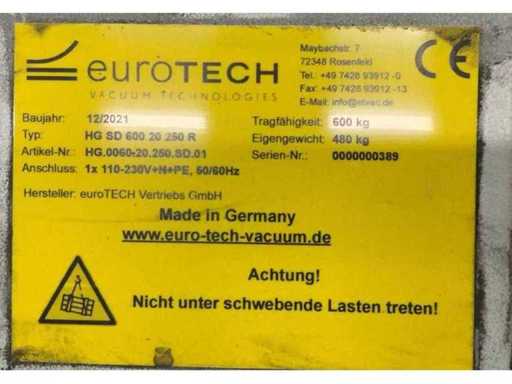 euroTECH
VACUUM TECHNOLOGIES
Maybachstr. 7
72348 Rosenfeld
Tel.: +49 7428 93912 -0
Fax: +49 7428 93912 -13
E-Mail: info@etvac.de
CE
Baujahr: 12/2021
Typ: HG SD 600 20 250 R
Artikel-Nr.: HG.0060-20.250.SD.01
Anschluss: 1x 110-230V+N+PE, 50/60Hz
Tragfähigkeit: 600 kg
Eigengewicht: 480 kg
Serien-Nr.: 0000000389
Hersteller: euroTECH Vertriebs GmbH
Made in Germany
www.euro-tech-vacuum.de
Achtung!
Nicht unter schwebende Lasten treten!